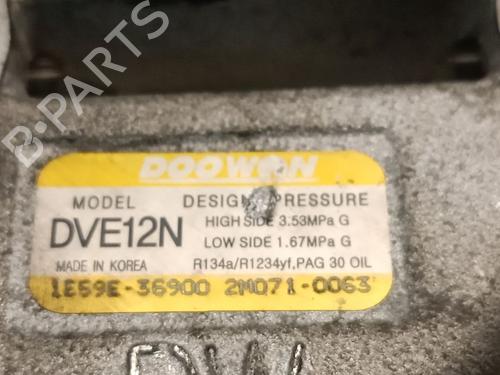 DOOWON
MODEL DESIGN PRESSURE
DVE12N HIGH SIDE 3.53MPa G
LOW SIDE 1.67MPa G
MADE IN KOREA R134a/R1234yf, PAG 30 OIL
1E59E-36900 2M071-0063
B-PARTS